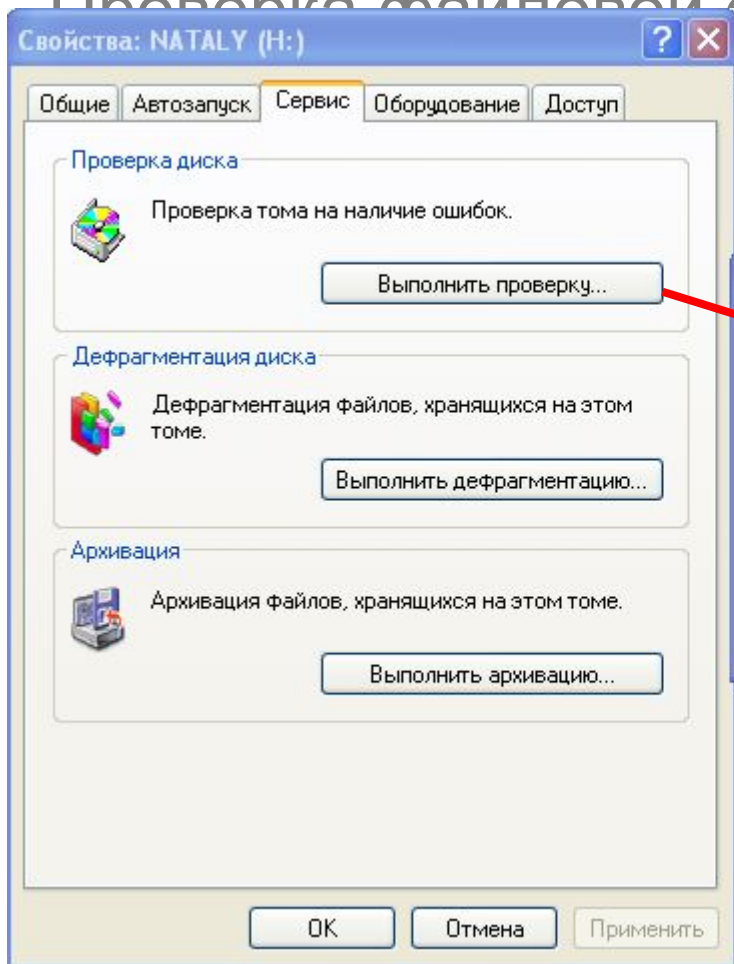 Проверка файловой с
Свойства: NATALY (H:)
Общие Автозапуск Сервис Оборудование Доступ
Проверка диска
Проверка тома на наличие ошибок.
Выполнить проверку...
Дефрагментация диска
Дефрагментация файлов, хранящихся на этом
томе.
Выполнить дефрагментацию...
Архивация
Архивация файлов, хранящихся на этом томе.
Выполнить архивацию...
OK Отмена Применить